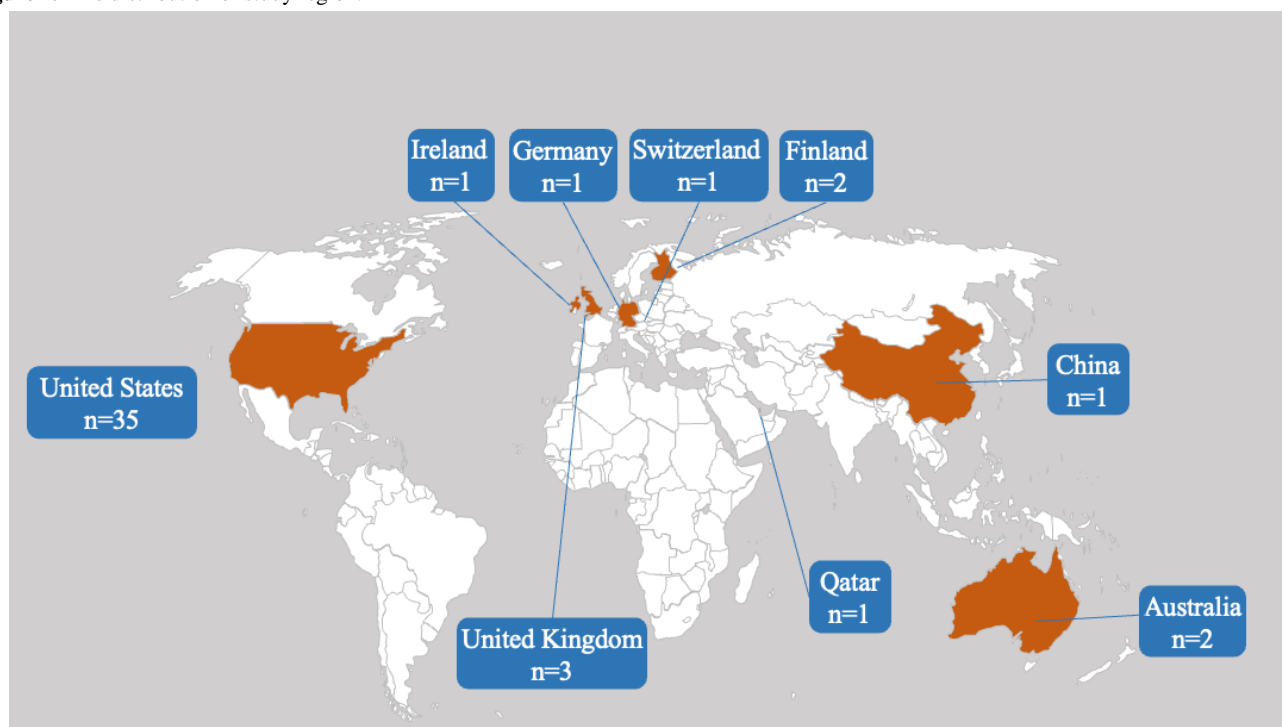 Ireland
n=1
Germany
n=1
Switzerland
n=1
Finland
n=2
United States
n=35
China
n=1
Qatar
n=1
Australia
n=2
United Kingdom
n=3